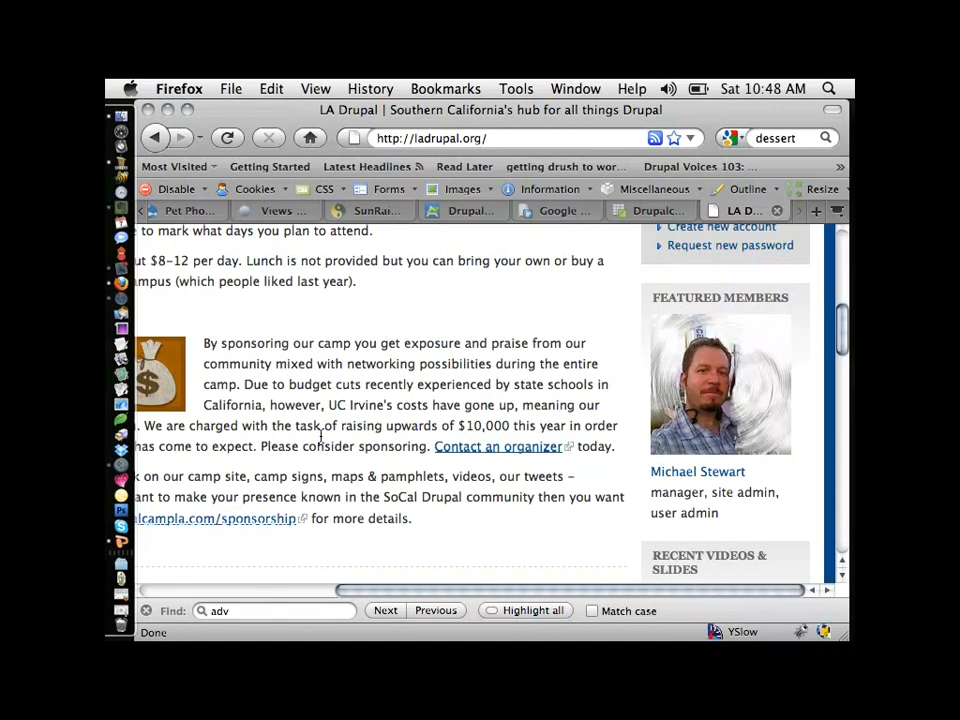 Firefox File Edit View History Bookmarks Tools Window Help Sat 10:48 AM
LA Drupal | Southern California's hub for all things Drupal
http://ladrupal.org/ dessert
Most Visited Getting Started Latest Headlines Read Later getting drush to wor... Drupal Voices 103:... »
Disable Cookies CSS Forms Images Information Miscellaneous Outline Resize
Pet Pho... Views ... SunRai... Drupal... Google ... Drupalc... LA D...
e to mark what days you plan to attend.
ut $8-12 per day. Lunch is not provided but you can bring your own or buy a
ampus (which people liked last year).
By sponsoring our camp you get exposure and praise from our
community mixed with networking possibilities during the entire
camp. Due to budget cuts recently experienced by state schools in
California, however, UC Irvine's costs have gone up, meaning our
. We are charged with the task of raising upwards of $10,000 this year in order
has come to expect. Please consider sponsoring. Contact an organizer today.
k on our camp site, camp signs, maps & pamphlets, videos, our tweets –
ant to make your presence known in the SoCal Drupal community then you want
alcampla.com/sponsorship for more details.
Create new account
Request new password
FEATURED MEMBERS
Michael Stewart
manager, site admin,
user admin
RECENT VIDEOS &
SLIDES
Find: adv Next Previous Highlight all Match case
Done YSlow